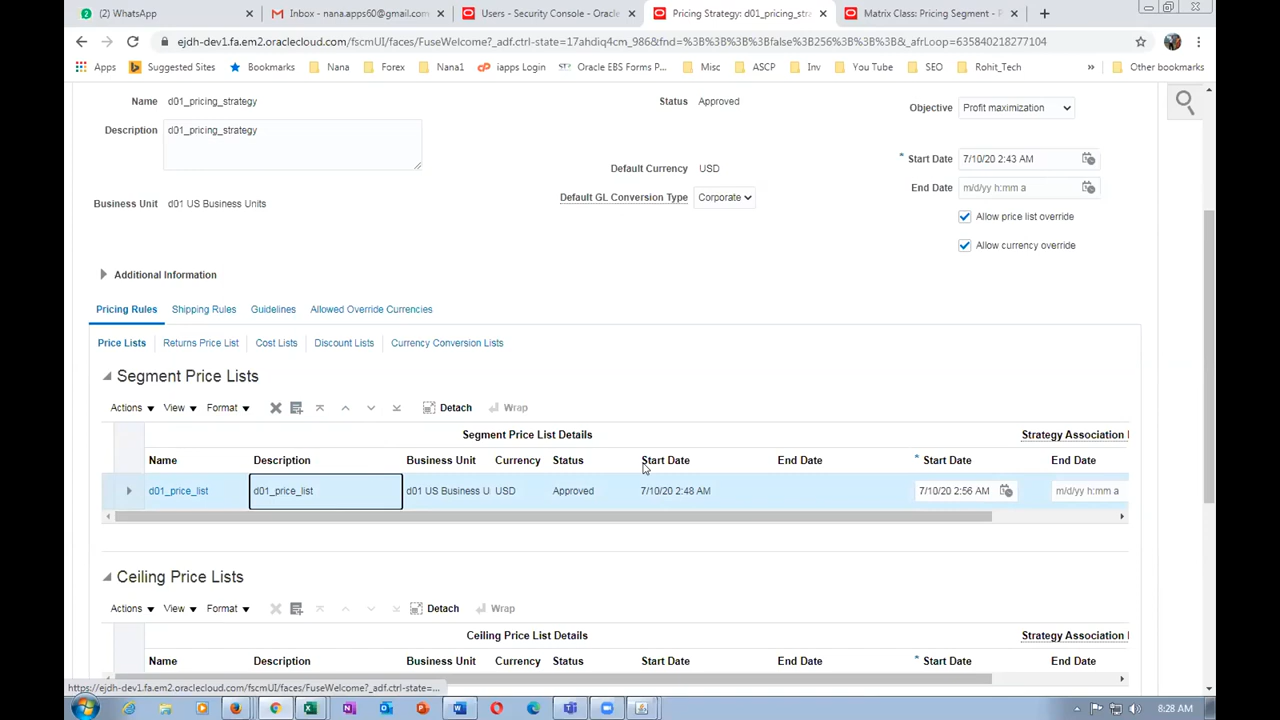 WhatsApp
Inbox - nana.apps60@gmail.com
Users - Security Console - Oracle
Pricing Strategy: d01_pricing_stra
Matrix Class: Pricing Segment - P
ejdh-dev1.fa.em2.oraclecloud.com/fscmUI/faces/FuseWelcome?_adf.ctrl-state=17ahdiq4cm_986&fnd=%3B%3B%3B%3Bfalse%3B256%3B%3B%3B&_afrLoop=635840218277104
Apps Suggested Sites Bookmarks Nana Forex Nana1 iapps Login Oracle EBS Forms P... Misc ASCP Inv You Tube SEO Rohit_Tech » Other bookmarks
Name d01_pricing_strategy Status Approved Objective Profit maximization
Description d01_pricing_strategy
* Start Date 7/10/20 2:43 AM
Default Currency USD
End Date m/d/yy h:mm a
Business Unit d01 US Business Units Default GL Conversion Type Corporate
Allow price list override
Allow currency override
Additional Information
Pricing Rules Shipping Rules Guidelines Allowed Override Currencies
Price Lists Returns Price List Cost Lists Discount Lists Currency Conversion Lists
Segment Price Lists
Actions View Format Detach Wrap
Segment Price List Details Strategy Association
Name Description Business Unit Currency Status Start Date End Date * Start Date End Date
d01_price_list d01_price_list d01 US Business U USD Approved 7/10/20 2:48 AM 7/10/20 2:56 AM m/d/yy h:mm a
Ceiling Price Lists
Actions View Format Detach Wrap
Ceiling Price List Details Strategy Association
Name Description Business Unit Currency Status Start Date End Date * Start Date End Date
https://ejdh-dev1.fa.em2.oraclecloud.com/fscmUI/faces/FuseWelcome?_adf.ctrl-state=...
8:28 AM